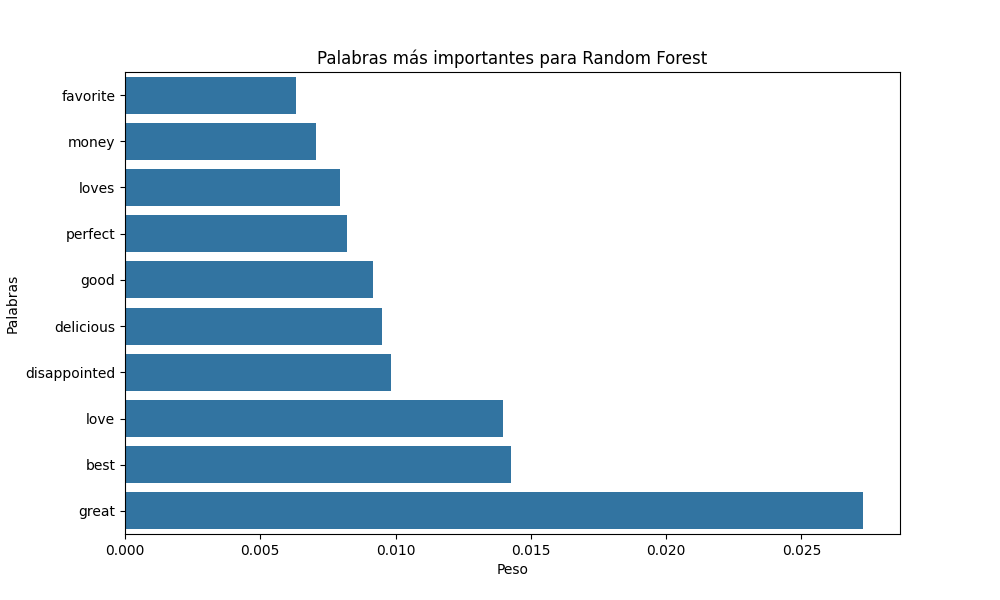 Palabras más importantes para Random Forest
favorite
money
loves
perfect
good
delicious
disappointed
love
best
great
Palabras
0.000 0.005 0.010 0.015 0.020 0.025
Peso